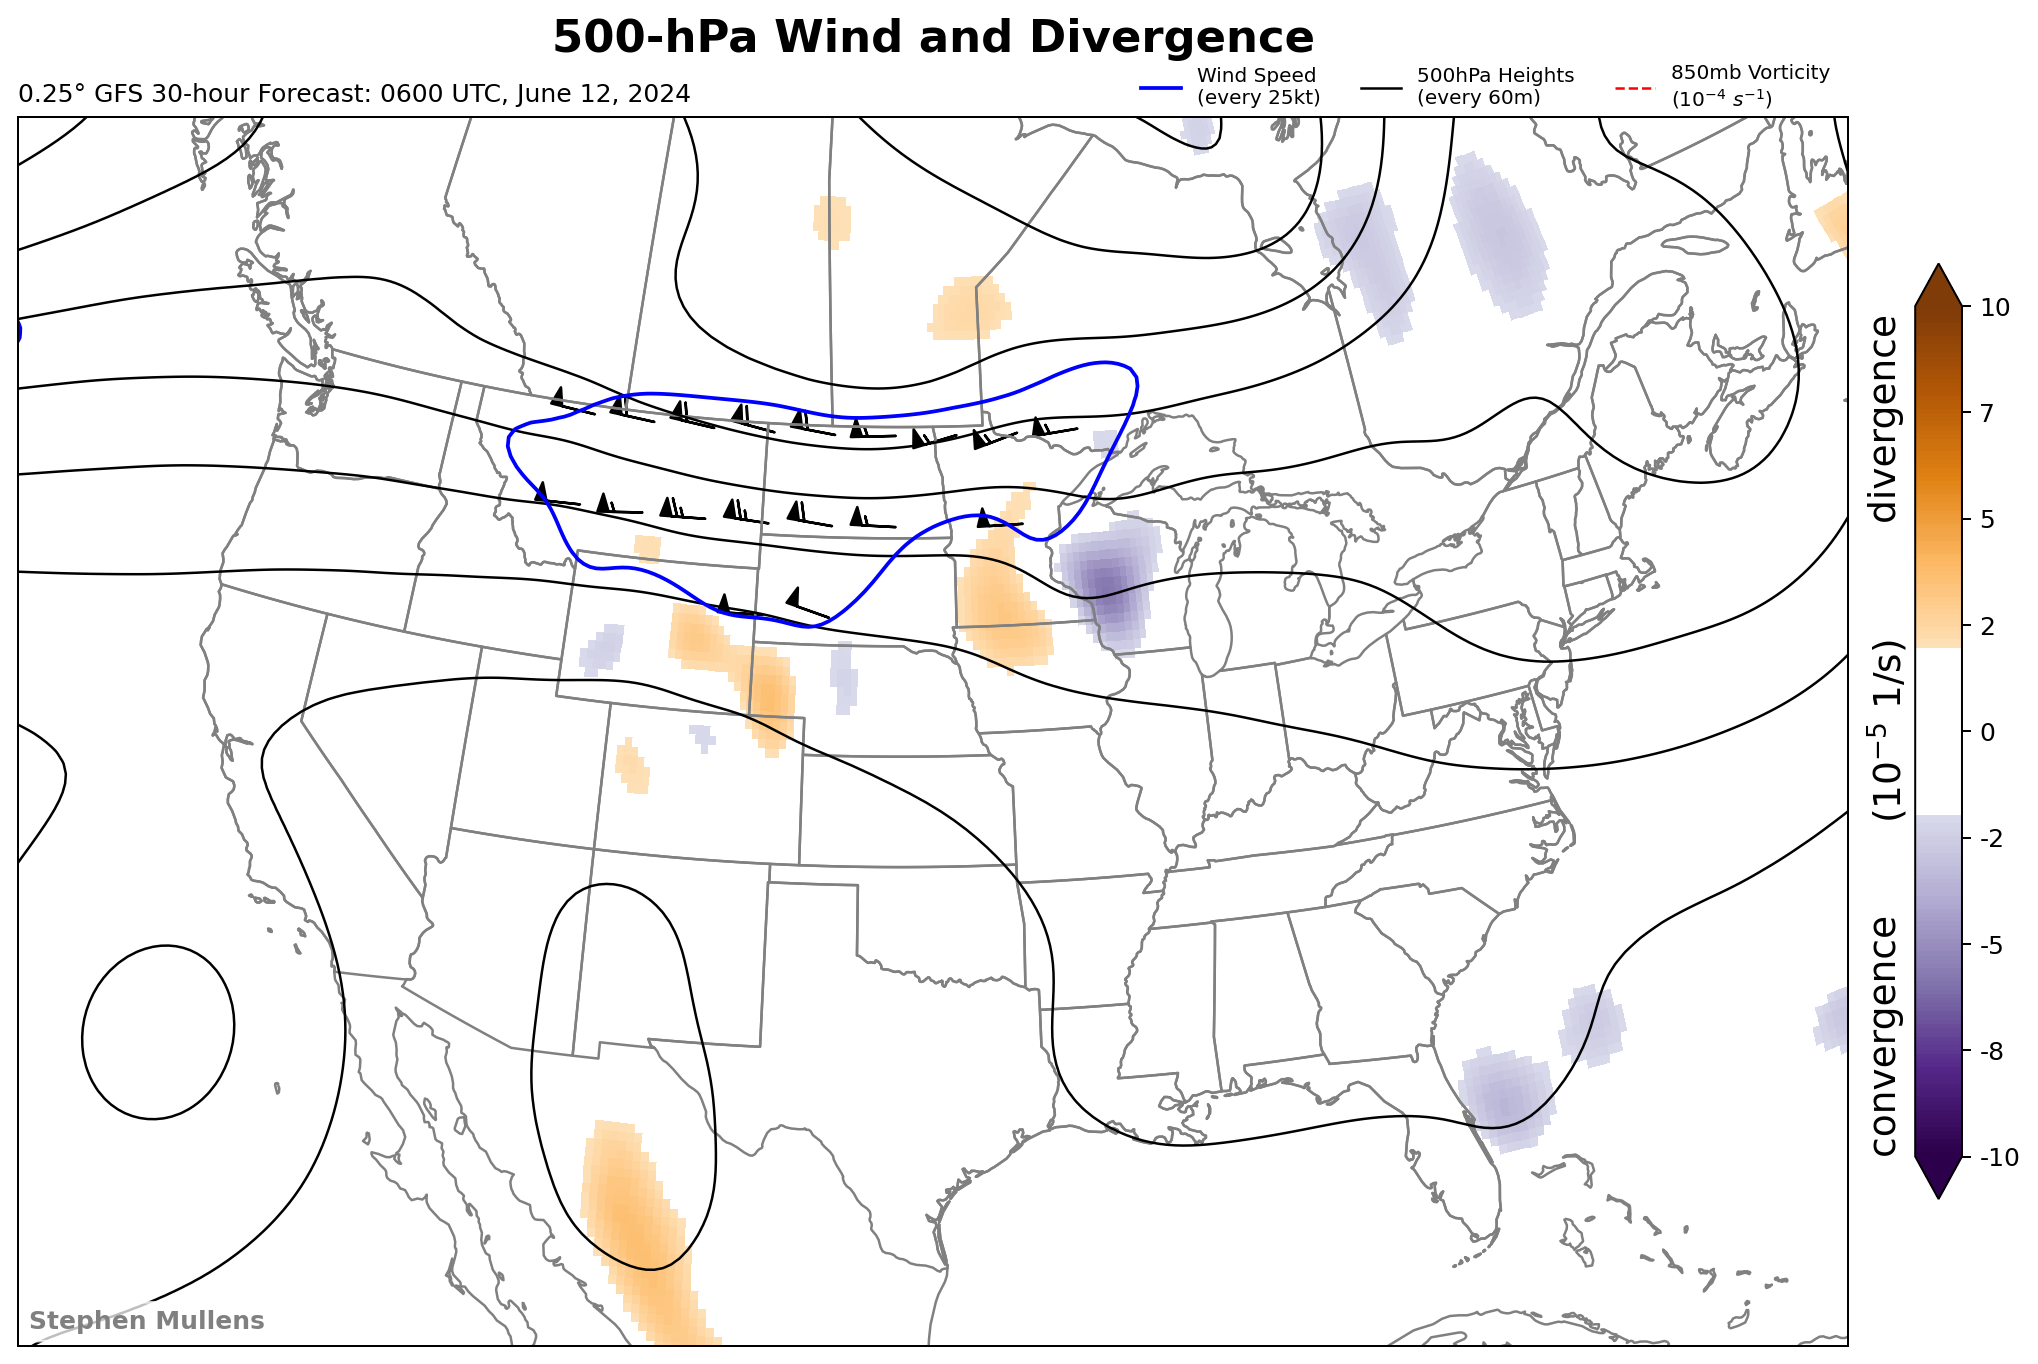 500-hPa Wind and Divergence
0.25° GFS 30-hour Forecast: 0600 UTC, June 12, 2024
Wind Speed
(every 25kt)
500hPa Heights
(every 60m)
850mb Vorticity
(10⁻⁴ s⁻¹)
10
7
5
2
0
-2
-5
-8
-10
convergence (10⁻⁵ 1/s) divergence
Stephen Mullens